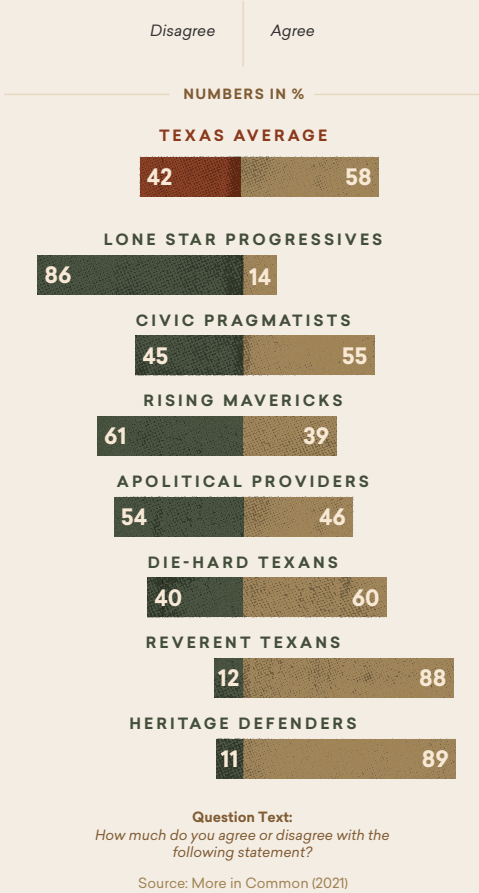 Disagree Agree
NUMBERS IN %
TEXAS AVERAGE
42 58
LONE STAR PROGRESSIVES
86 14
CIVIC PRAGMATISTS
45 55
RISING MAVERICKS
61 39
APOLITICAL PROVIDERS
54 46
DIE-HARD TEXANS
40 60
REVERENT TEXANS
12 88
HERITAGE DEFENDERS
11 89
Question Text:
How much do you agree or disagree with the
following statement?
Source: More in Common (2021)